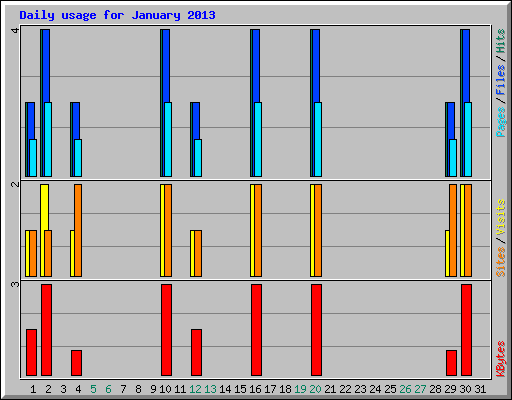 Daily usage for January 2013
4
Pages / Files / Hits
2
Sites / Visits
3
KBytes
1 2 3 4 5 6 7 8 9 10 11 12 13 14 15 16 17 18 19 20 21 22 23 24 25 26 27 28 29 30 31